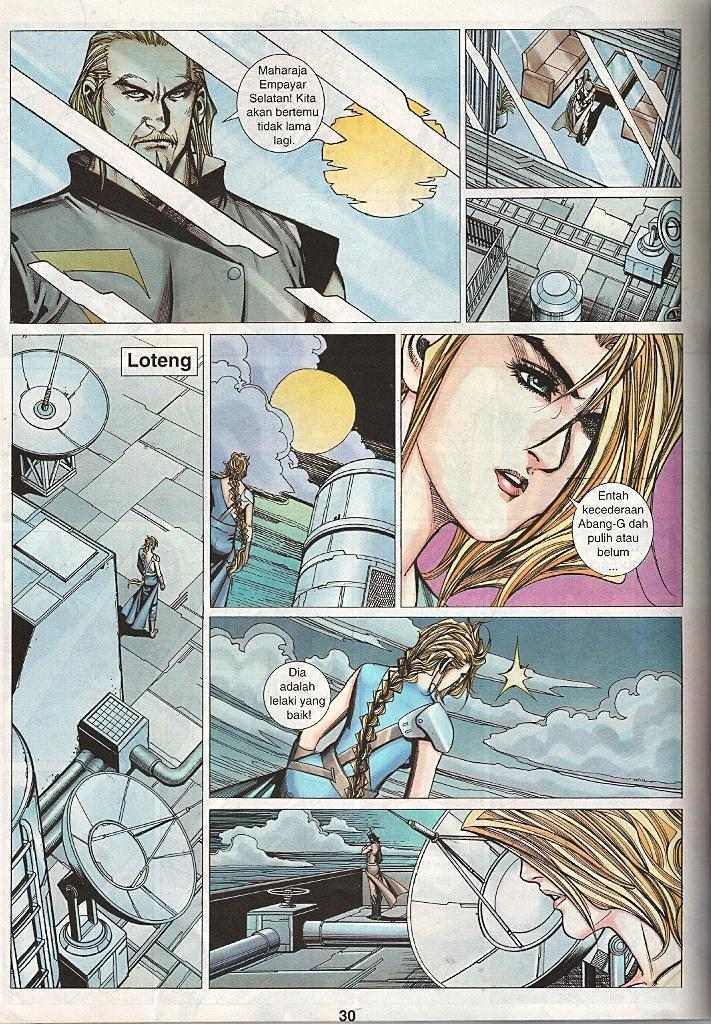 Maharaja
Empayar
Selatan! Kita
akan bertemu
tidak lama
lagi.
Loteng
Entah
kecederaan
Abang-G dah
pulih atau
belum
...
Dia
adalah
lelaki yang
baik!
30